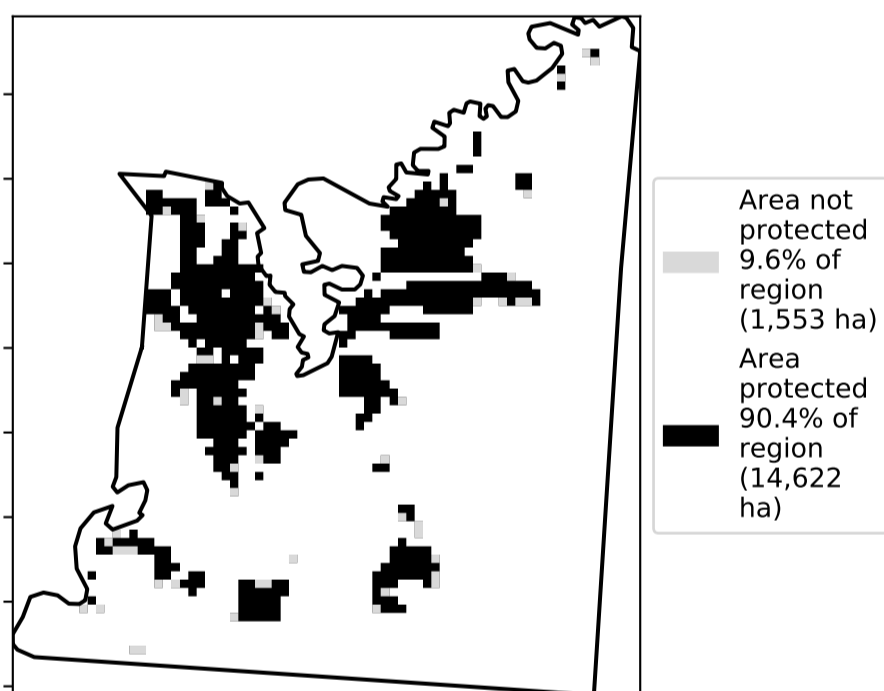 Area not
protected
9.6% of
region
(1,553 ha)
Area
protected
90.4% of
region
(14,622
ha)